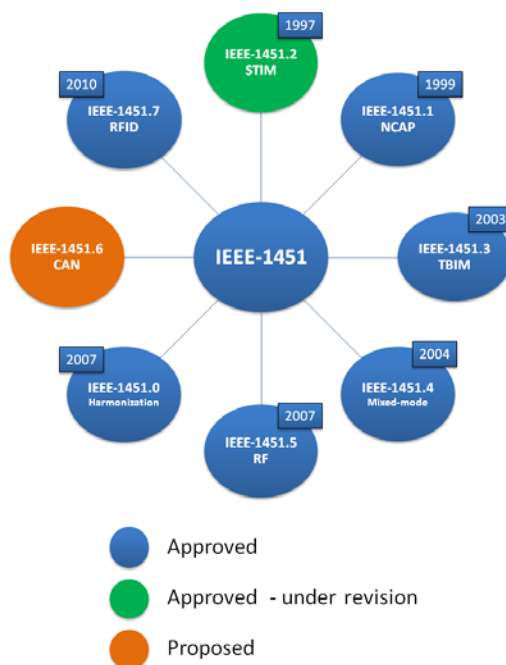 1997
IEEE-1451.2
STIM
2010
IEEE-1451.7
RFID
1999
IEEE-1451.1
NCAP
IEEE-1451.6
CAN
IEEE-1451
2003
IEEE-1451.3
TBIM
2007
IEEE-1451.0
Harmonization
2004
IEEE-1451.4
Mixed-mode
2007
IEEE-1451.5
RF
Approved
Approved - under revision
Proposed